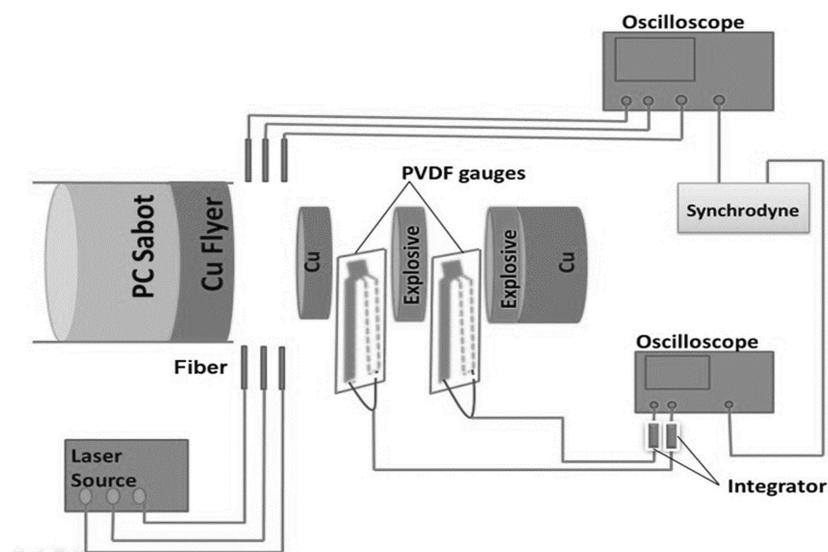 Oscilloscope
PVDF gauges
Synchrodyne
PC Sabot
Cu Flyer
Cu
Explosive
Explosive
Cu
Fiber
Oscilloscope
Laser
Source
Integrator